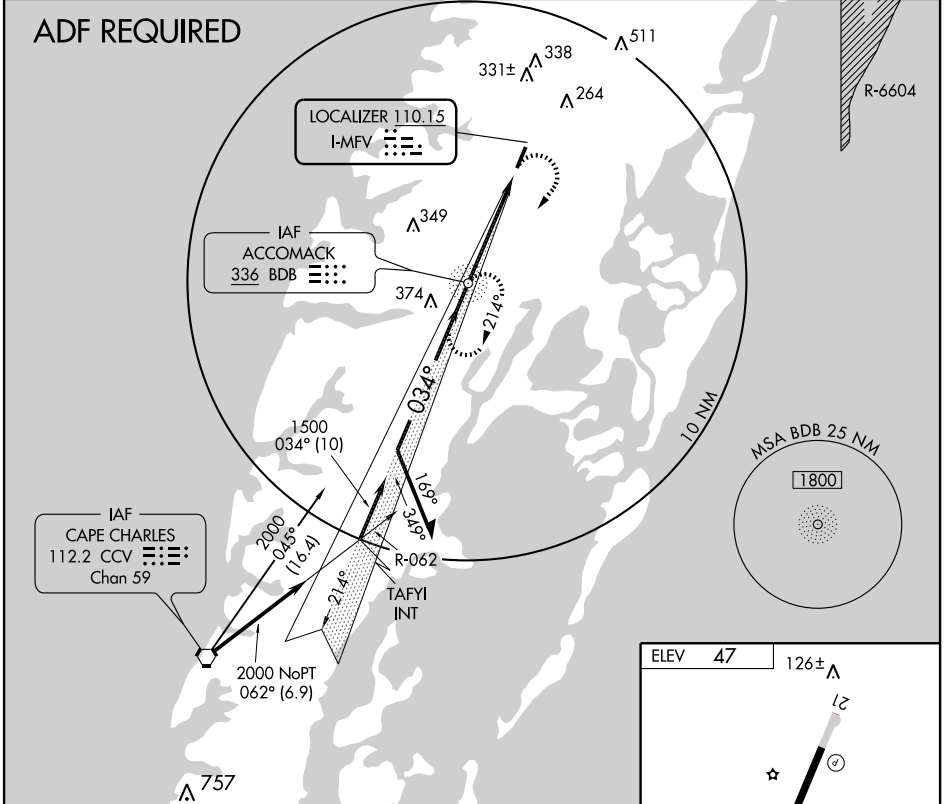 ADF REQUIRED
511
338
331±
264
R-6604
LOCALIZER 110.15
I-MFV
349
IAF
ACCOMACK
336 BDB
374
214°
034°
10 NM
1500
034° (10)
MSA BDB 25 NM
1800
169°
349°
IAF
CAPE CHARLES
112.2 CCV
Chan 59
2000
045°
(16.4)
R-062
214°
TAFYI
INT
2000 NoPT
062° (6.9)
ELEV 47
126±
21
P
757